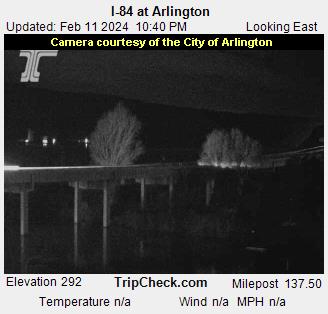 I-84 at Arlington
Updated: Feb 11 2024 10:40 PM Looking East
Camera courtesy of the City of Arlington
Elevation 292 TripCheck.com Milepost 137.50
Temperature n/a Wind n/a MPH n/a